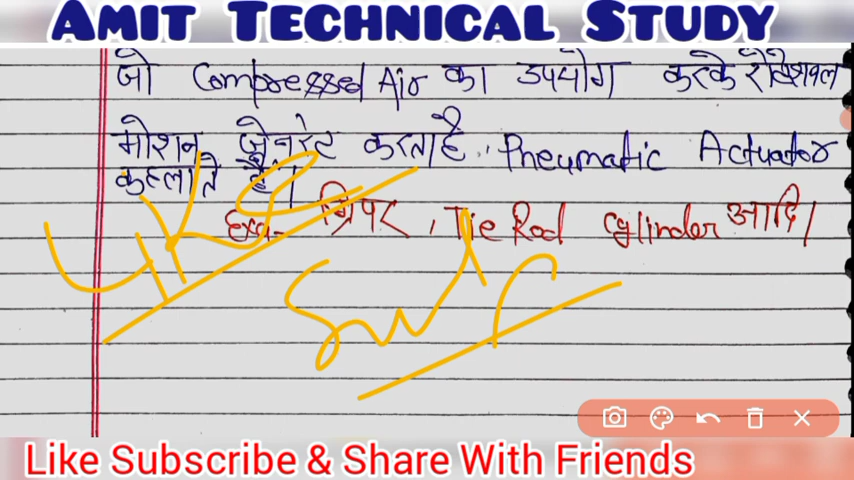 AMIT TECHNICAL STUDY
जो Compressed Air का उपयोग करके रोटेशनल
मोशन जेनरेट करता है, Pneumatic Actuator
कहलाते हैं।
Exa- ग्रिपर, Tie Rod Cylinder आदि।
Like Subscribe & Share With Friends